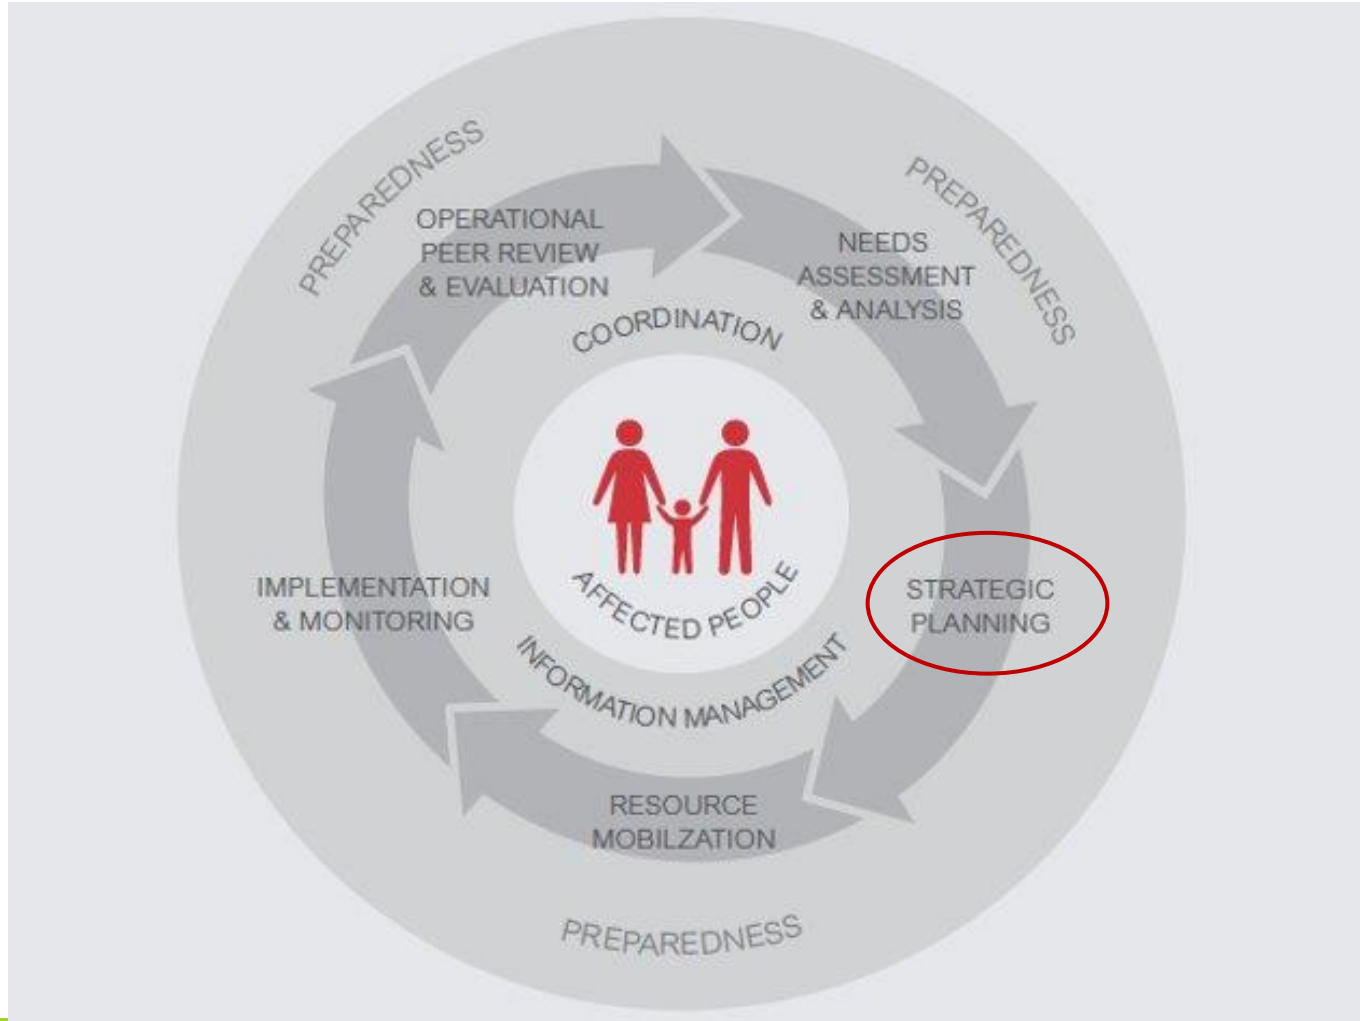 PREPAREDNESS
PREPAREDNESS
OPERATIONAL
PEER REVIEW
& EVALUATION
NEEDS
ASSESSMENT
& ANALYSIS
COORDINATION
AFFECTED PEOPLE
INFORMATION MANAGEMENT
IMPLEMENTATION
& MONITORING
STRATEGIC
PLANNING
RESOURCE
MOBILZATION
PREPAREDNESS